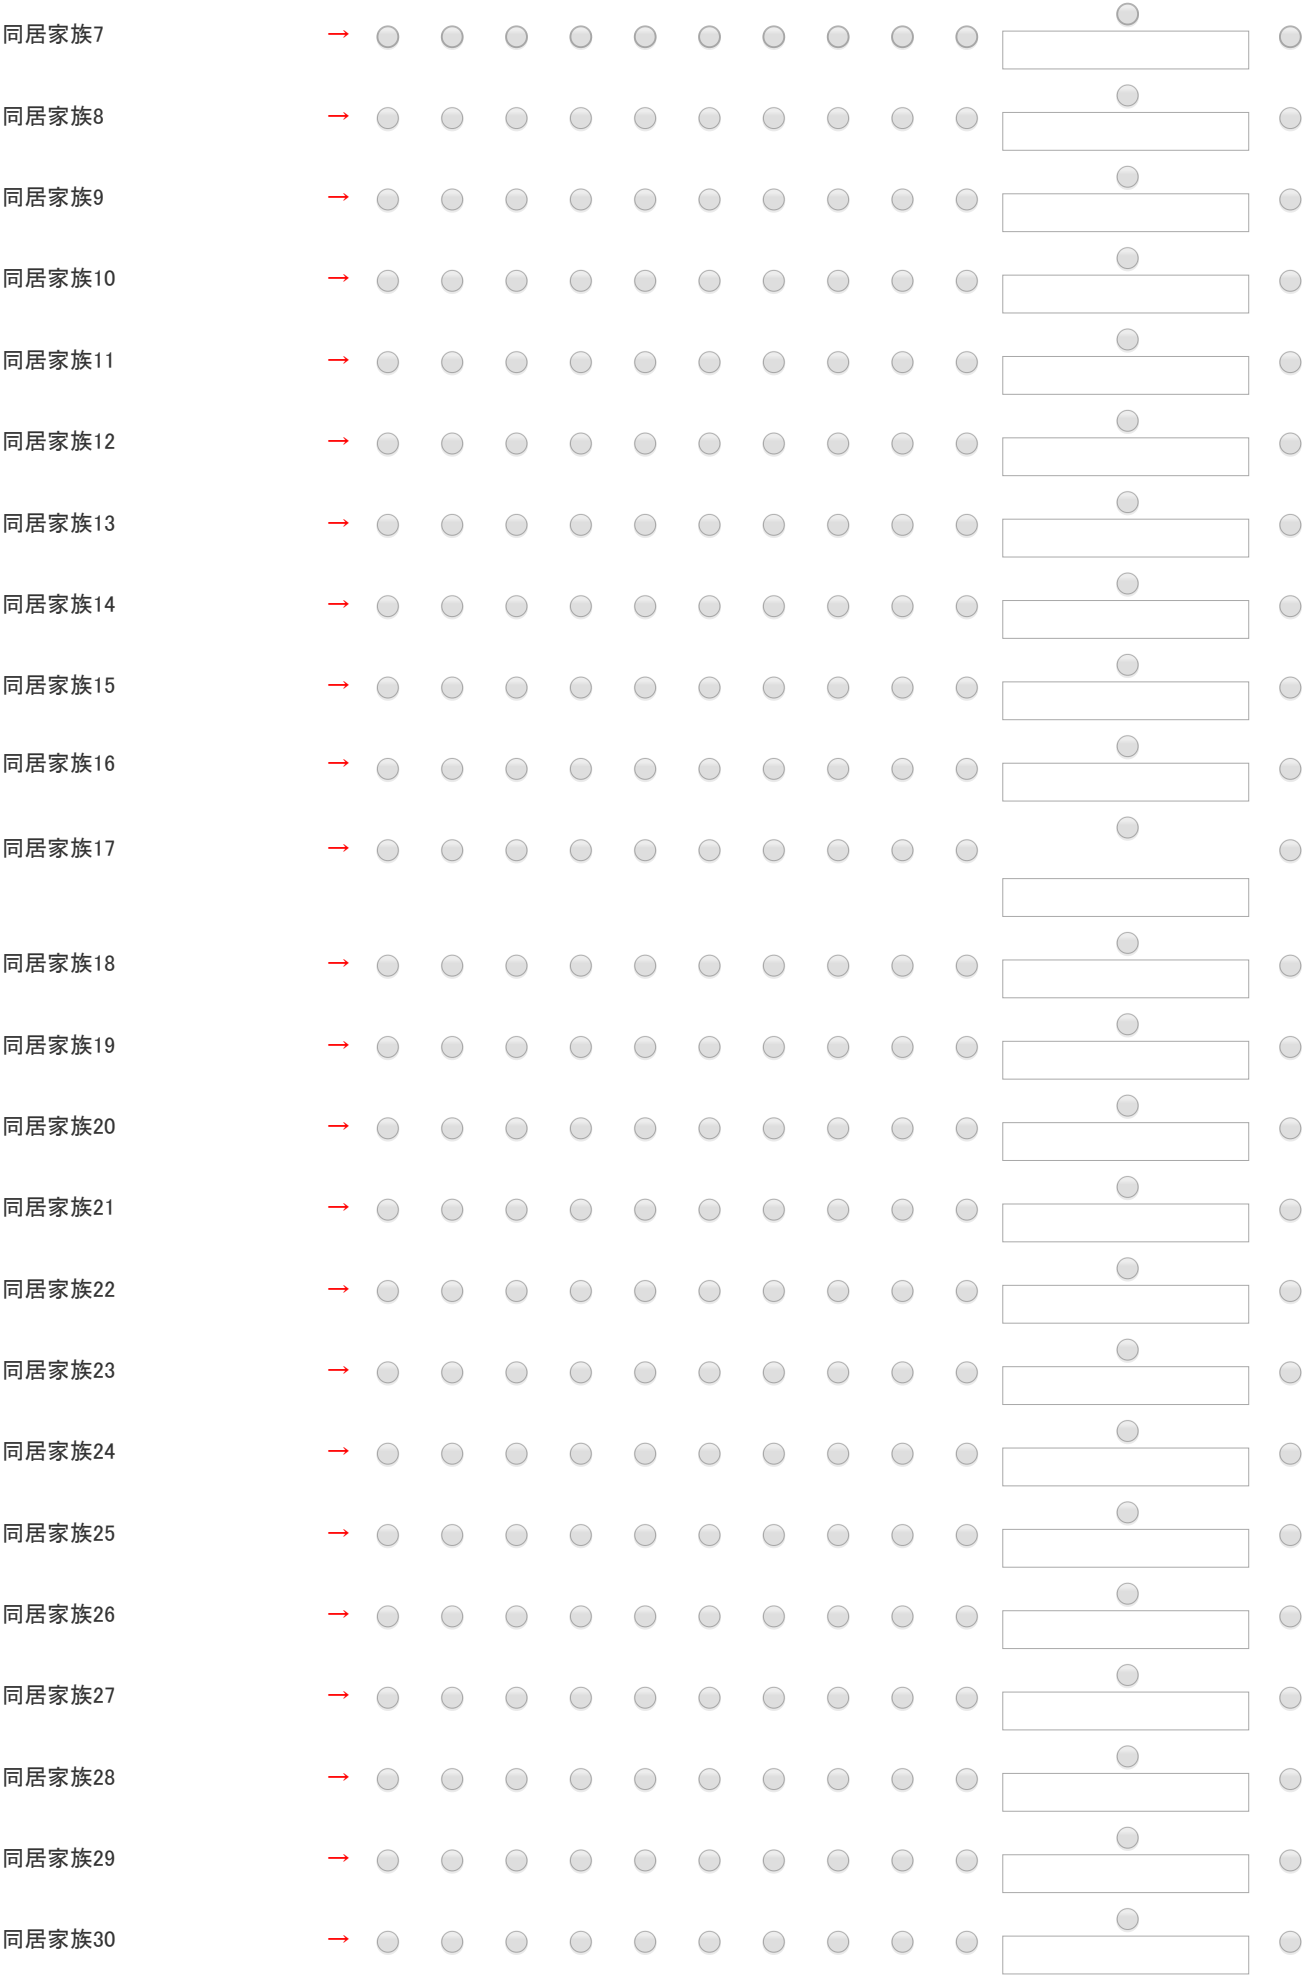 同居家族7 →
同居家族8 →
同居家族9 →
同居家族10 →
同居家族11 →
同居家族12 →
同居家族13 →
同居家族14 →
同居家族15 →
同居家族16 →
同居家族17 →
同居家族18 →
同居家族19 →
同居家族20 →
同居家族21 →
同居家族22 →
同居家族23 →
同居家族24 →
同居家族25 →
同居家族26 →
同居家族27 →
同居家族28 →
同居家族29 →
同居家族30 →